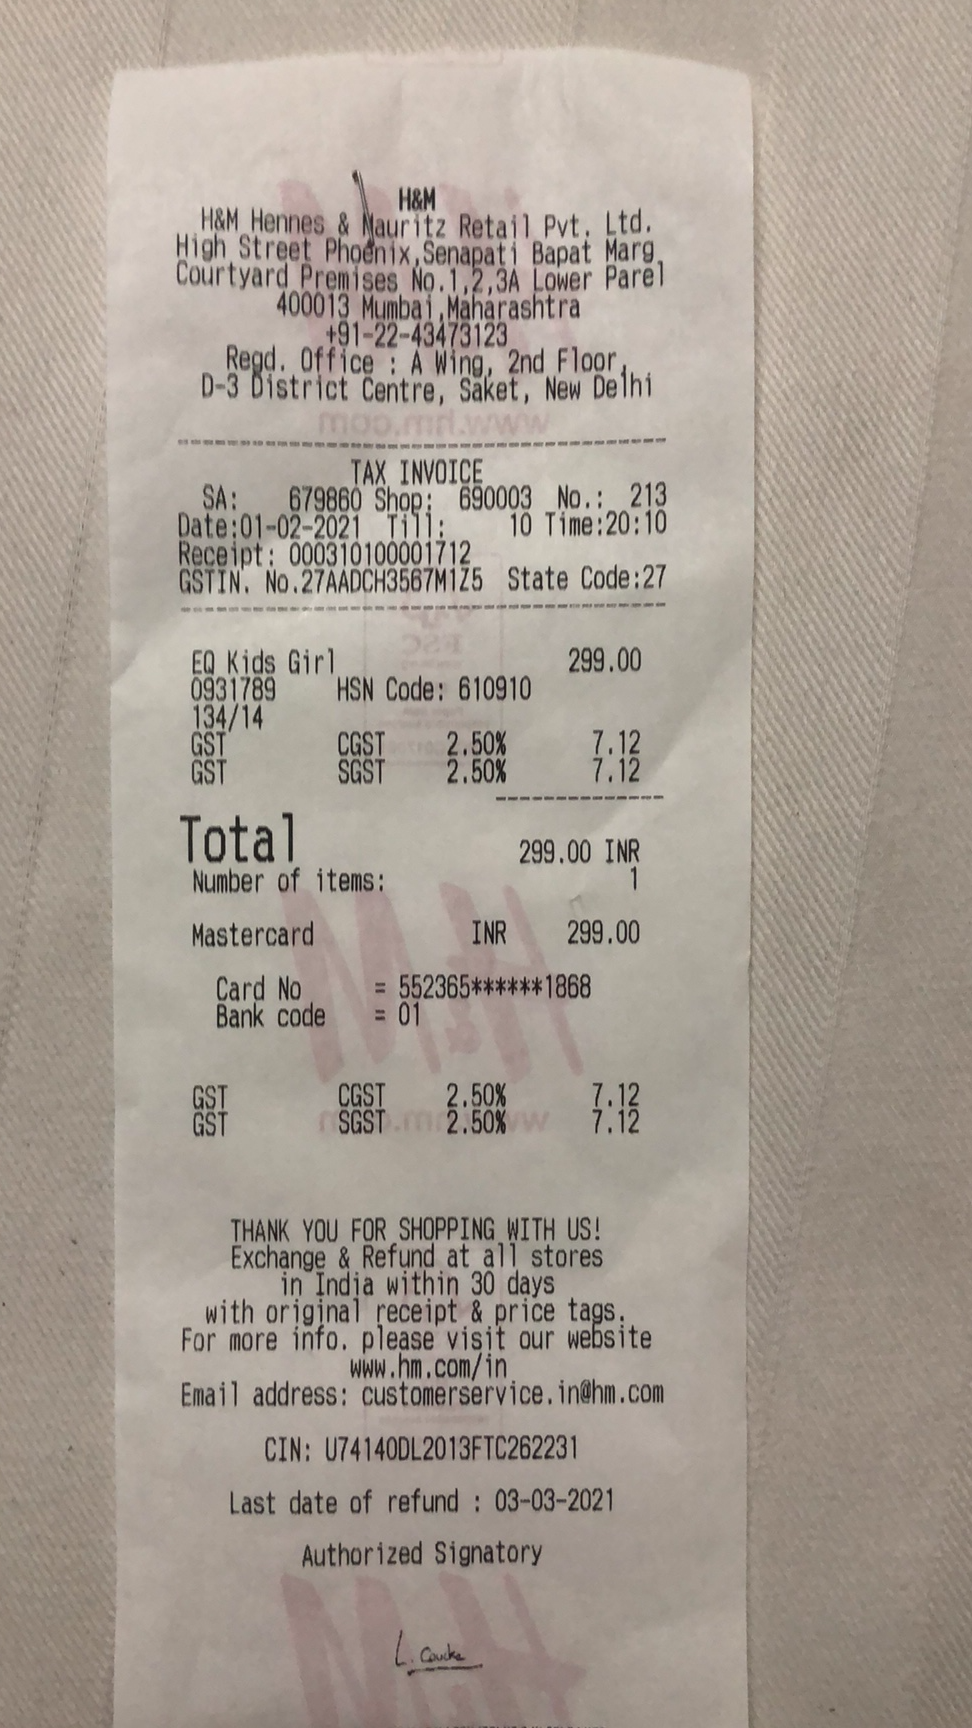 H&M
H&M Hennes & Mauritz Retail Pvt. Ltd.
High Street Phoenix,Senapati Bapat Marg
Courtyard Premises No.1,2,3A Lower Parel
400013 Mumbai,Maharashtra
+91-22-43473123
Regd. Office : A Wing, 2nd Floor,
D-3 District Centre, Saket, New Delhi
www.hm.com
TAX INVOICE
SA: 679860 Shop: 690003 No.: 213
Date:01-02-2021 Till: 10 Time:20:10
Receipt: 000310100001712
GSTIN. No.27AADCH3567M1Z5 State Code:27
FSC
EQ Kids Girl 299.00
0931789 HSN Code: 610910
134/14
GST CGST 2.50% 7.12
GST SGST 2.50% 7.12
Total 299.00 INR
Number of items: 1
H&M
Mastercard INR 299.00
Card No = 552365******1868
Bank code = 01
GST CGST 2.50% 7.12
GST SGST 2.50% 7.12
www.hm.com
THANK YOU FOR SHOPPING WITH US!
Exchange & Refund at all stores
in India within 30 days
with original receipt & price tags.
For more info. please visit our website
www.hm.com/in
Email address: customerservice.in@hm.com
CIN: U74140DL2013FTC262231
Last date of refund : 03-03-2021
Authorized Signatory
H&M